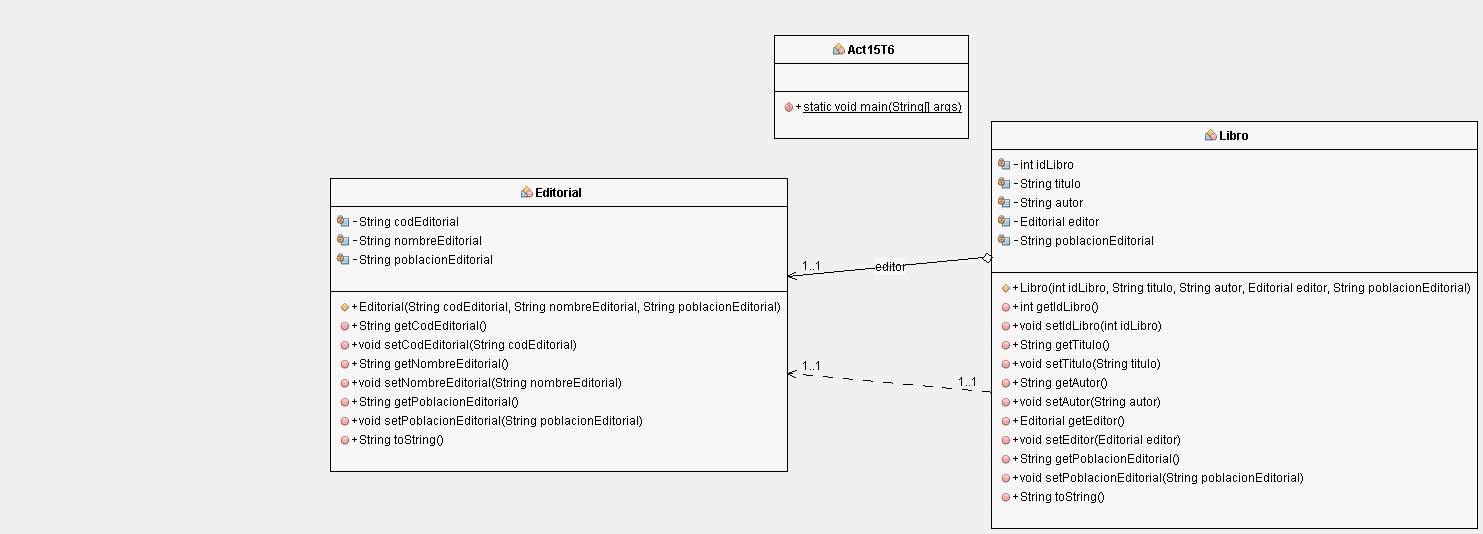 Act15T6
+static void main(String[] args)
Editorial
-String codEditorial
-String nombreEditorial
-String poblacionEditorial
+Editorial(String codEditorial, String nombreEditorial, String poblacionEditorial)
+String getCodEditorial()
+void setCodEditorial(String codEditorial)
+String getNombreEditorial()
+void setNombreEditorial(String nombreEditorial)
+String getPoblacionEditorial()
+void setPoblacionEditorial(String poblacionEditorial)
+String toString()
1..1
editor
1..1
1..1
Libro
-int idLibro
-String titulo
-String autor
-Editorial editor
-String poblacionEditorial
+Libro(int idLibro, String titulo, String autor, Editorial editor, String poblacionEditorial)
+int getIdLibro()
+void setIdLibro(int idLibro)
+String getTitulo()
+void setTitulo(String titulo)
+String getAutor()
+void setAutor(String autor)
+Editorial getEditor()
+void setEditor(Editorial editor)
+String getPoblacionEditorial()
+void setPoblacionEditorial(String poblacionEditorial)
+String toString()